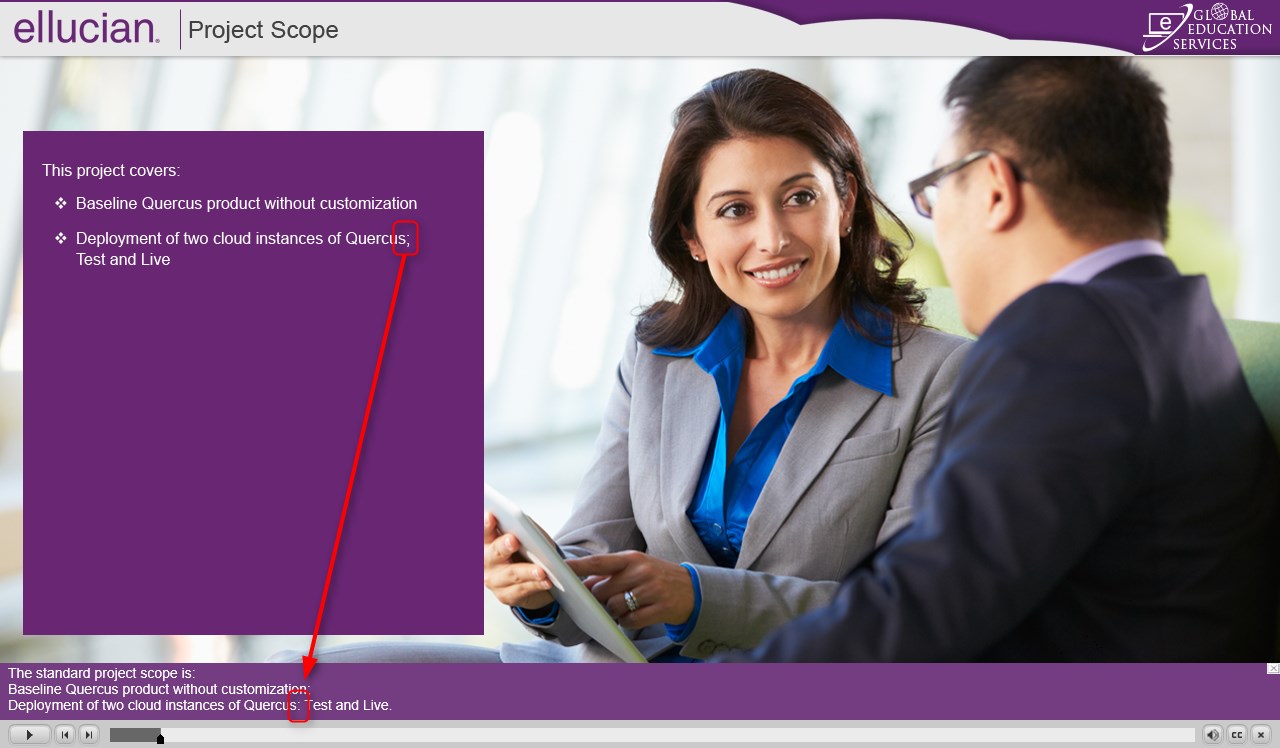 ellucian.
Project Scope
e
GLOBAL
EDUCATION
SERVICES
This project covers:
❖ Baseline Quercus product without customization
❖ Deployment of two cloud instances of Quercus;
Test and Live
The standard project scope is:
Baseline Quercus product without customization;
Deployment of two cloud instances of Quercus: Test and Live.
CC